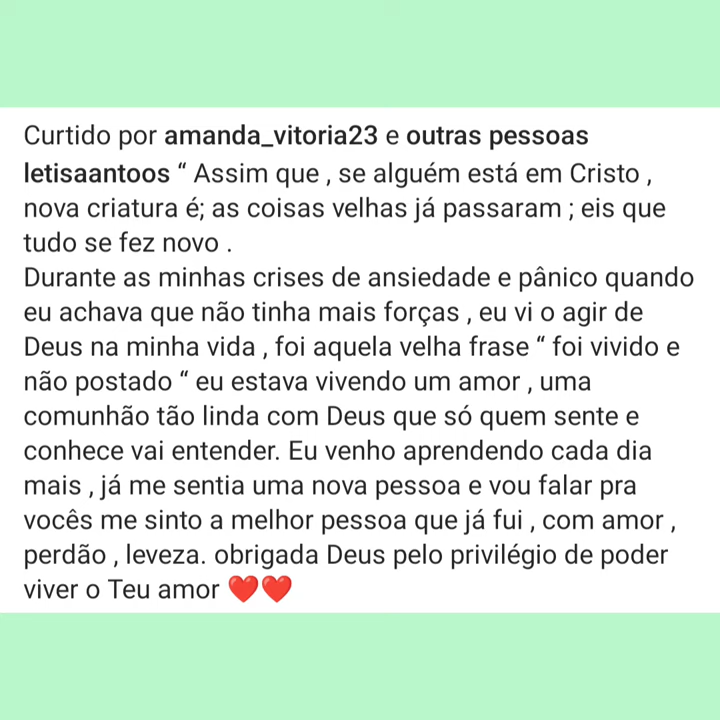 Curtido por amanda_vitoria23 e outras pessoas
letisaantoos “ Assim que , se alguém está em Cristo ,
nova criatura é; as coisas velhas já passaram ; eis que
tudo se fez novo .
Durante as minhas crises de ansiedade e pânico quando
eu achava que não tinha mais forças , eu vi o agir de
Deus na minha vida , foi aquela velha frase “ foi vivido e
não postado “ eu estava vivendo um amor , uma
comunhão tão linda com Deus que só quem sente e
conhece vai entender. Eu venho aprendendo cada dia
mais , já me sentia uma nova pessoa e vou falar pra
vocês me sinto a melhor pessoa que já fui , com amor ,
perdão , leveza. obrigada Deus pelo privilégio de poder
viver o Teu amor ❤️❤️